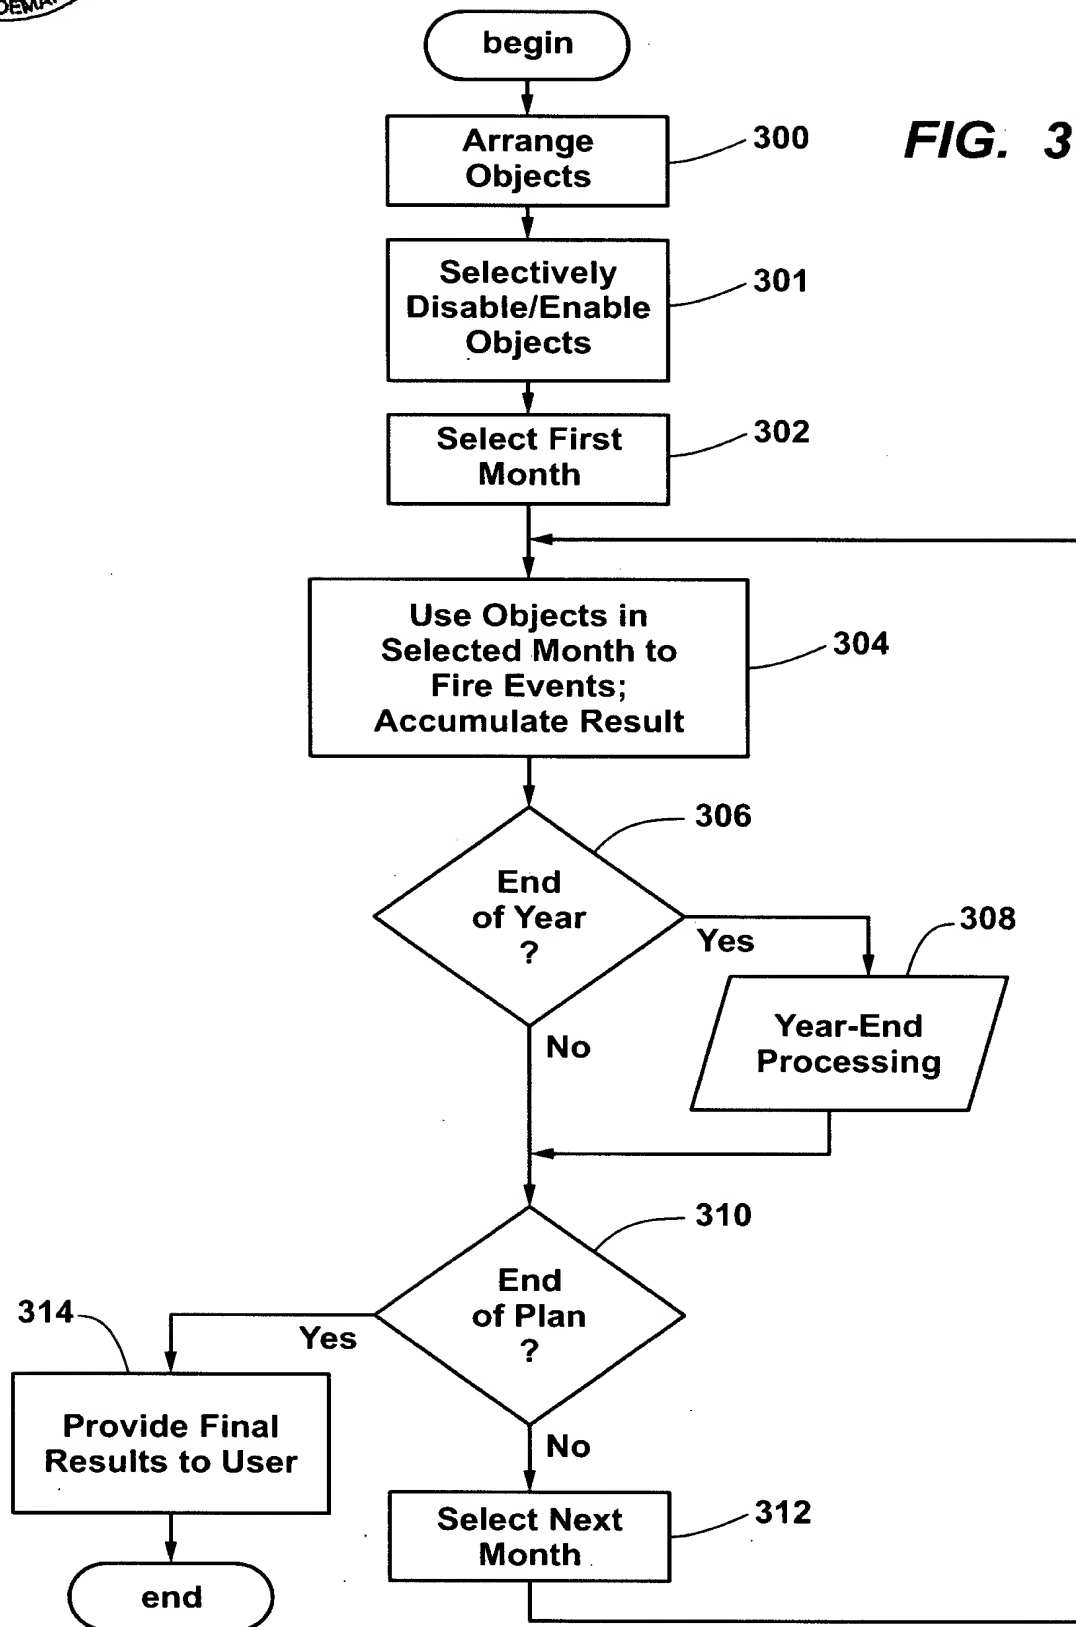 begin
Arrange
Objects
300
FIG. 3
Selectively
Disable/Enable
Objects
301
Select First
Month
302
Use Objects in
Selected Month to
Fire Events;
Accumulate Result
304
End
of Year
?
306
Yes
308
Year-End
Processing
No
End
of Plan
?
310
314
Yes
Provide Final
Results to User
No
Select Next
Month
312
end